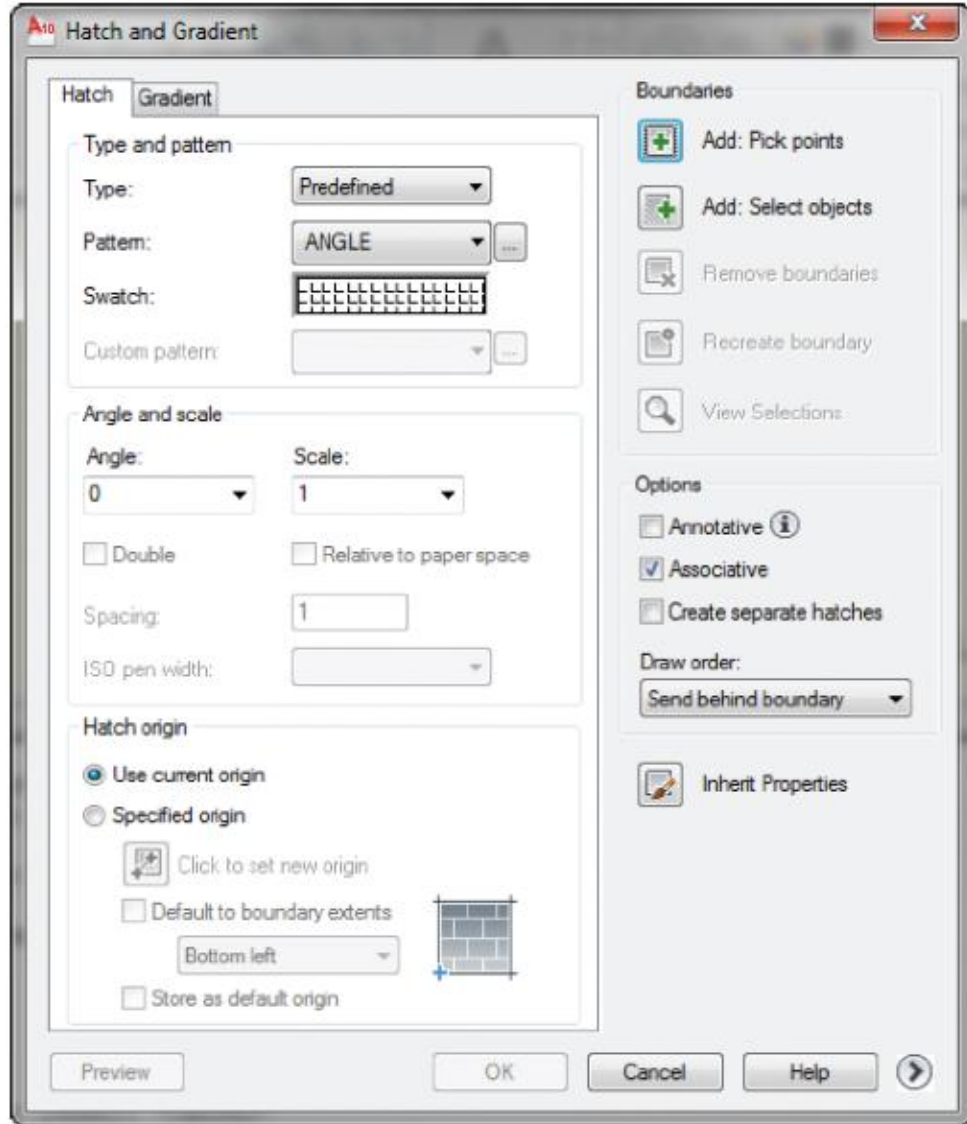 A10 Hatch and Gradient
Hatch Gradient
Type and pattern
Type: Predefined
Pattern: ANGLE ...
Swatch:
Custom pattern: ...
Angle and scale
Angle: Scale:
0 1
Double Relative to paper space
Spacing: 1
ISO pen width:
Hatch origin
Use current origin
Specified origin
Click to set new origin
Default to boundary extents
Bottom left
Store as default origin
Boundaries
Add: Pick points
Add: Select objects
Remove boundaries
Recreate boundary
View Selections
Options
Annotative i
Associative
Create separate hatches
Draw order:
Send behind boundary
Inherit Properties
Preview OK Cancel Help